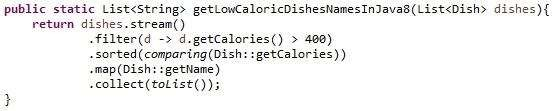 public static List<String> getLowCaloricDishesNamesInJava8(List<Dish> dishes){
    return dishes.stream()
            .filter(d -> d.getCalories() > 400)
            .sorted(comparing(Dish::getCalories))
            .map(Dish::getName)
            .collect(toList());
}